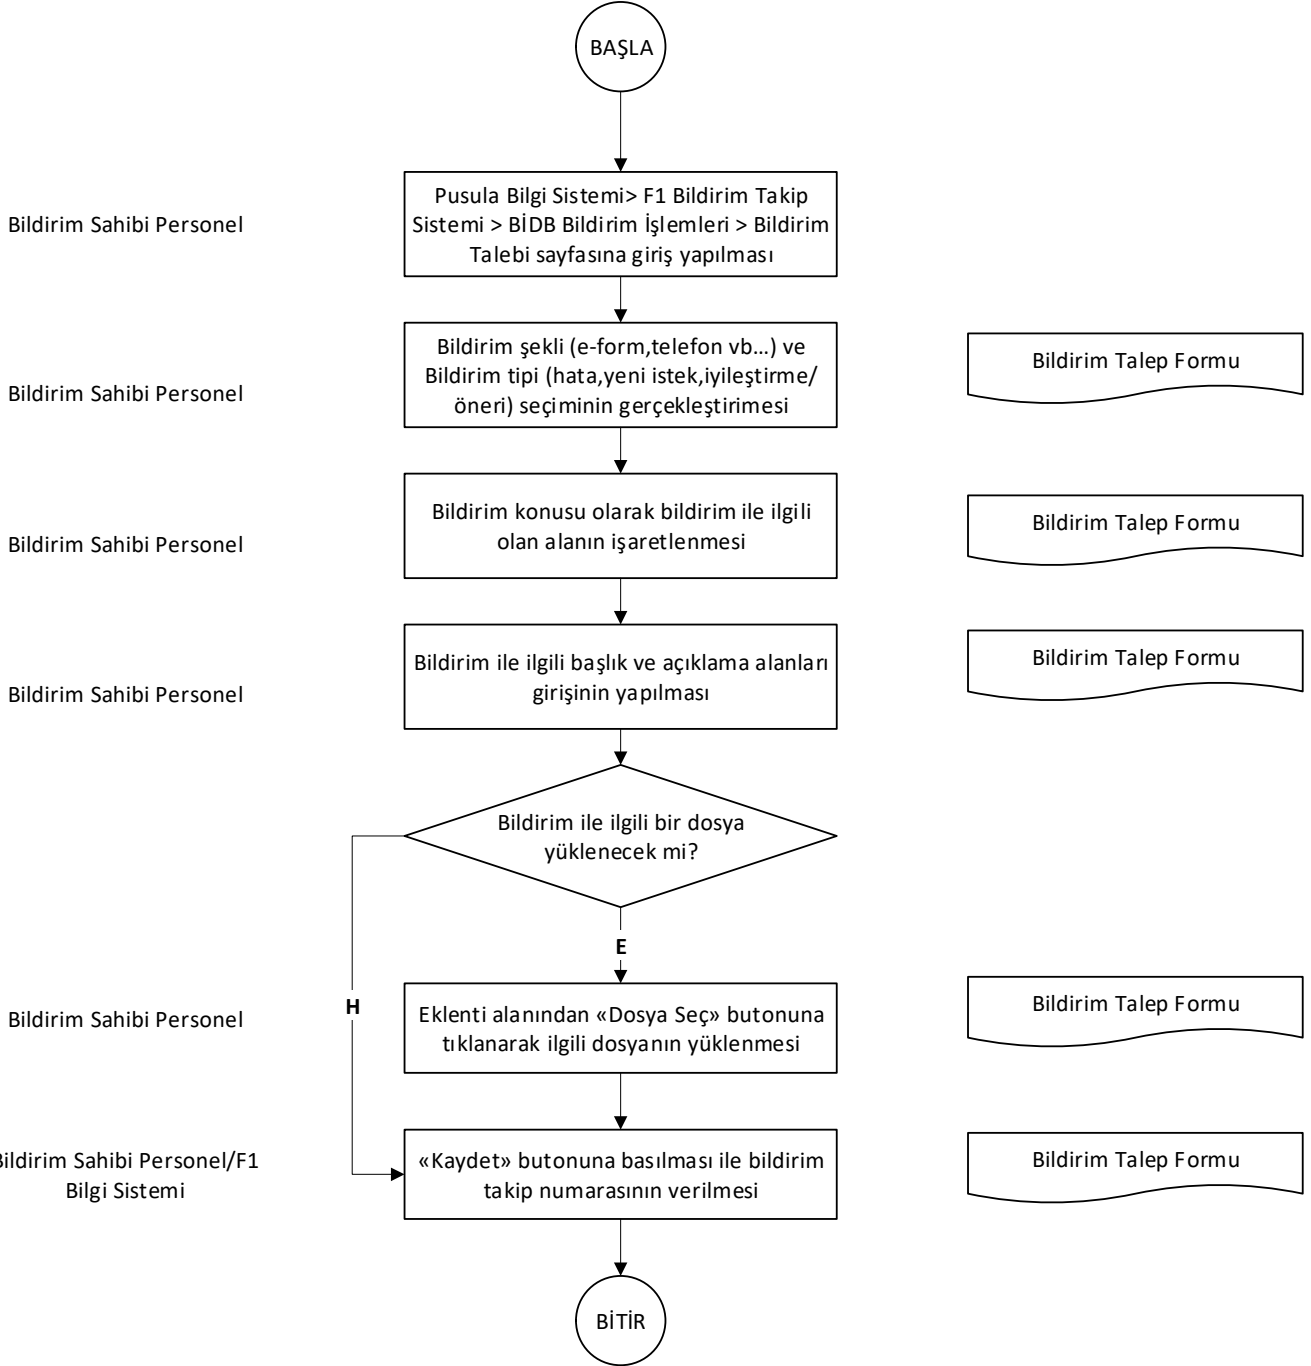 BAŞLA
Bildirim Sahibi Personel
Pusula Bilgi Sistemi> F1 Bildirim Takip
Sistemi > BİDB Bildirim İşlemleri > Bildirim
Talebi sayfasına giriş yapılması
Bildirim Sahibi Personel
Bildirim şekli (e-form,telefon vb...) ve
Bildirim tipi (hata,yeni istek,iyileştirme/
öneri) seçiminin gerçekleştirimesi
Bildirim Talep Formu
Bildirim Sahibi Personel
Bildirim konusu olarak bildirim ile ilgili
olan alanın işaretlenmesi
Bildirim Talep Formu
Bildirim Sahibi Personel
Bildirim ile ilgili başlık ve açıklama alanları
girişinin yapılması
Bildirim Talep Formu
Bildirim ile ilgili bir dosya
yüklenecek mi?
E
H
Bildirim Sahibi Personel
Eklenti alanından «Dosya Seç» butonuna
tıklanarak ilgili dosyanın yüklenmesi
Bildirim Talep Formu
Bildirim Sahibi Personel/F1
Bilgi Sistemi
«Kaydet» butonuna basılması ile bildirim
takip numarasının verilmesi
Bildirim Talep Formu
BİTİR